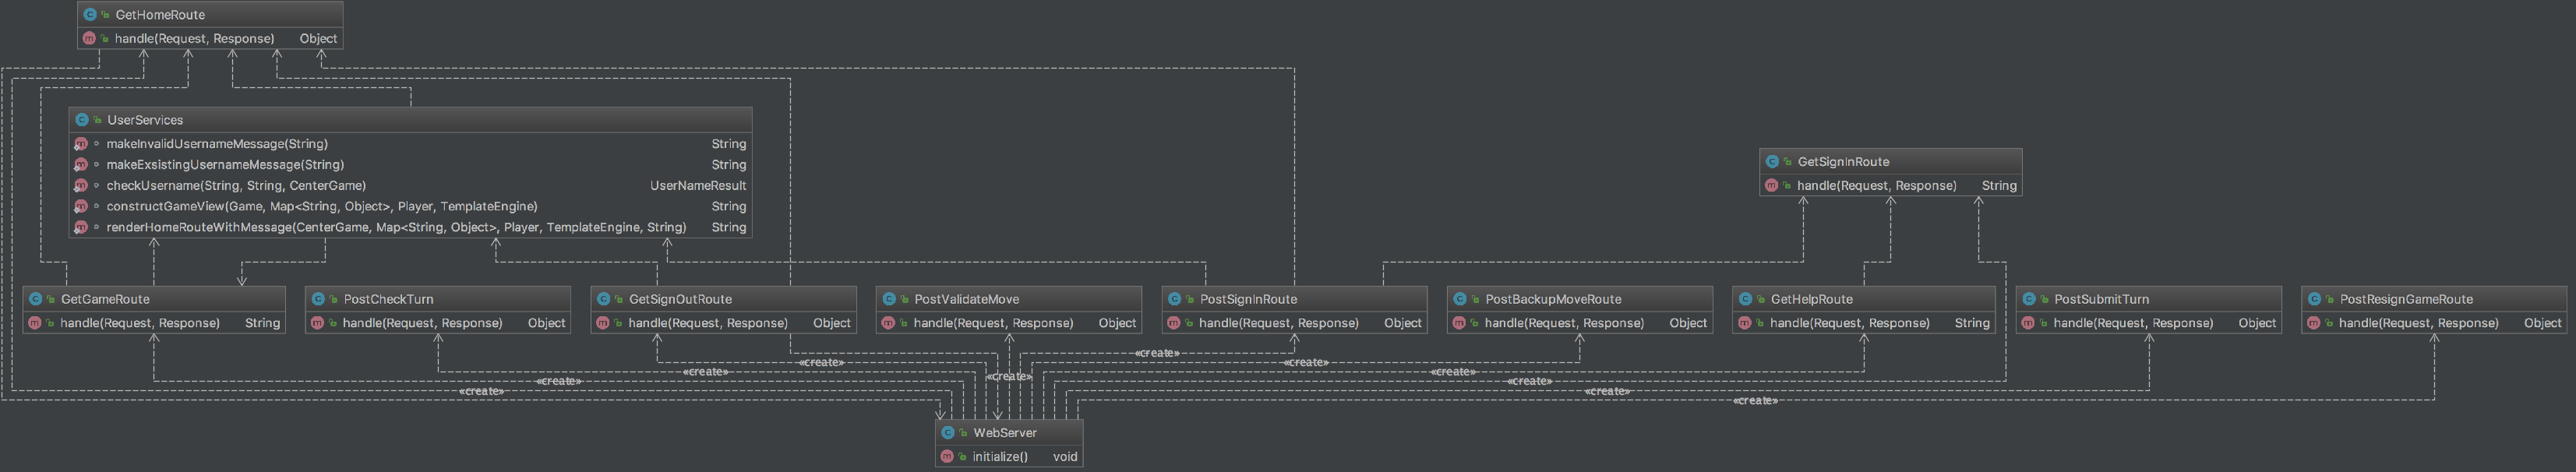 GetHomeRoute
handle(Request, Response) Object
UserServices
makeInvalidUsernameMessage(String) String
makeExsistingUsernameMessage(String) String
checkUsername(String, String, CenterGame) UserNameResult
constructGameView(Game, Map<String, Object>, Player, TemplateEngine) String
renderHomeRouteWithMessage(CenterGame, Map<String, Object>, Player, TemplateEngine, String) String
GetSignInRoute
handle(Request, Response) String
GetGameRoute
handle(Request, Response) String
PostCheckTurn
handle(Request, Response) Object
GetSignOutRoute
handle(Request, Response) Object
PostValidateMove
handle(Request, Response) Object
PostSignInRoute
handle(Request, Response) Object
PostBackupMoveRoute
handle(Request, Response) Object
GetHelpRoute
handle(Request, Response) String
PostSubmitTurn
handle(Request, Response) Object
PostResignGameRoute
handle(Request, Response) Object
«create»
«create»
«create»
«create»
«create»
«create»
«create»
«create»
«create»
«create»
«create»
WebServer
initialize() void